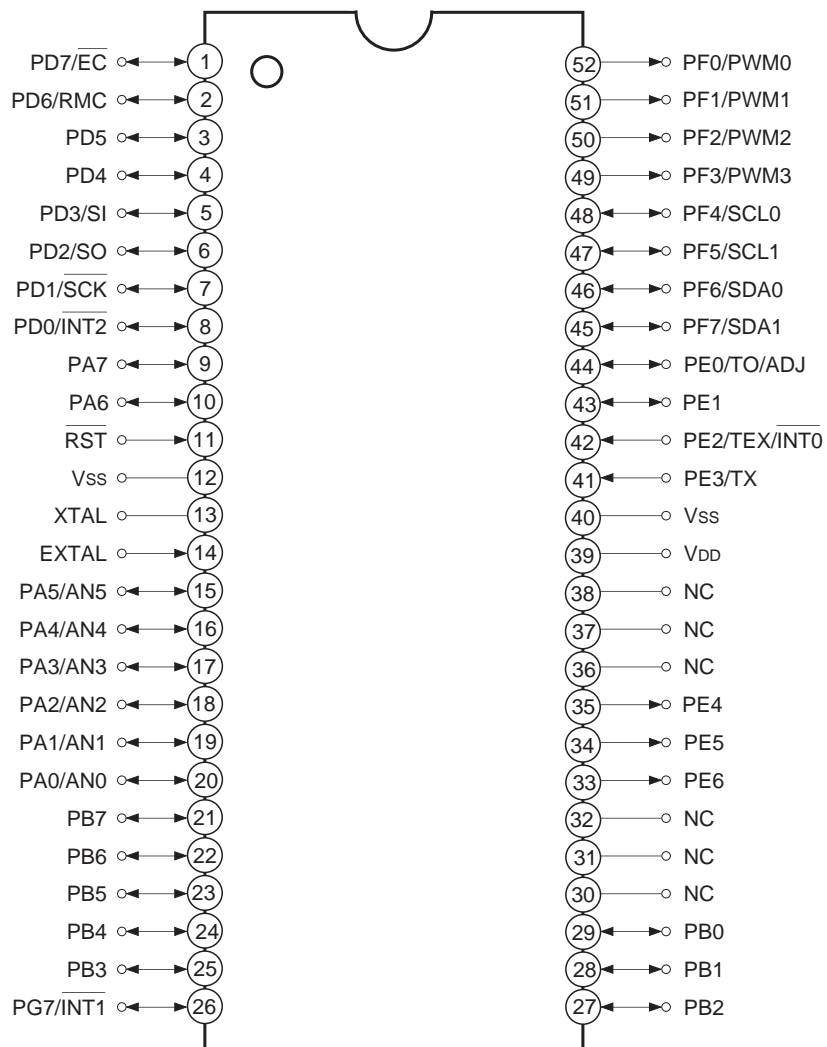 PD7/E̅C̅ 1 52 PF0/PWM0
PD6/RMC 2 51 PF1/PWM1
PD5 3 50 PF2/PWM2
PD4 4 49 PF3/PWM3
PD3/SI 5 48 PF4/SCL0
PD2/SO 6 47 PF5/SCL1
PD1/S̅C̅K̅ 7 46 PF6/SDA0
PD0/I̅N̅T̅2̅ 8 45 PF7/SDA1
PA7 9 44 PE0/TO/ADJ
PA6 10 43 PE1
R̅S̅T̅ 11 42 PE2/TEX/I̅N̅T̅0̅
Vss 12 41 PE3/TX
XTAL 13 40 Vss
EXTAL 14 39 VDD
PA5/AN5 15 38 NC
PA4/AN4 16 37 NC
PA3/AN3 17 36 NC
PA2/AN2 18 35 PE4
PA1/AN1 19 34 PE5
PA0/AN0 20 33 PE6
PB7 21 32 NC
PB6 22 31 NC
PB5 23 30 NC
PB4 24 29 PB0
PB3 25 28 PB1
PG7/I̅N̅T̅1̅ 26 27 PB2